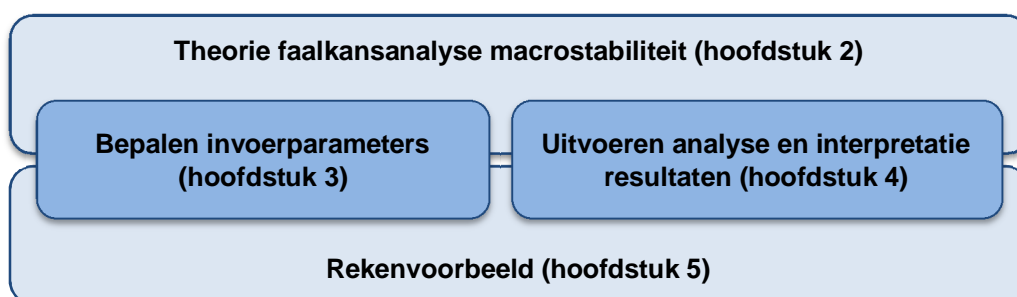 Theorie faalkansanalyse macrostabiliteit (hoofdstuk 2)
Bepalen invoerparameters
(hoofdstuk 3)
Uitvoeren analyse en interpretatie
resultaten (hoofdstuk 4)
Rekenvoorbeeld (hoofdstuk 5)